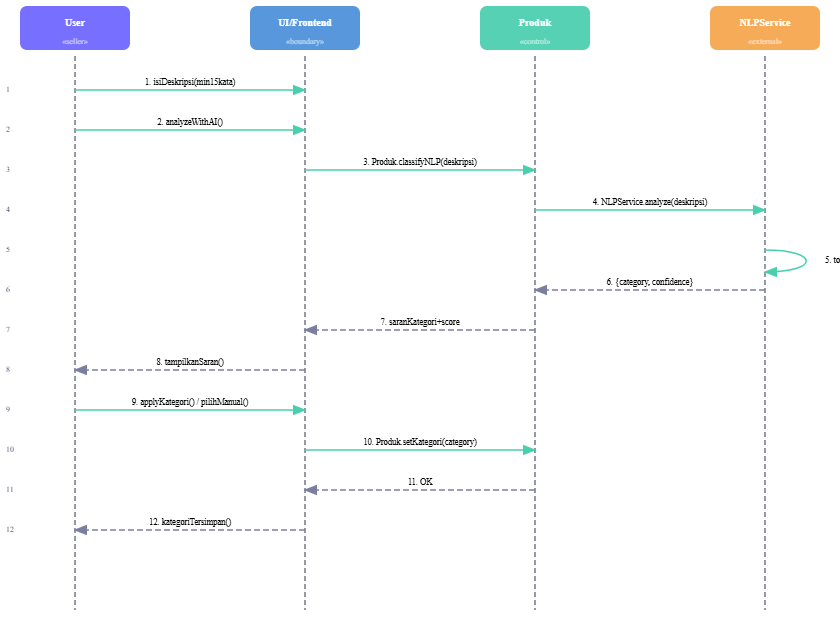 User
UI/Frontend
Produk
NLPService
«seller»
«boundary»
«control»
«external»
1
1. isiDeskripsi(min15kata)
2
2. analyzeWithAI()
3
3. Produk.classifyNLP(deskripsi)
4
4. NLPService.analyze(deskripsi)
5
5. to
6
6. {category, confidence}
7
7. saranKategori+score
8
8. tampilkanSaran()
9
9. applyKategori() / pilihManual()
10
10. Produk.setKategori(category)
11
11. OK
12
12. kategoriTersimpan()